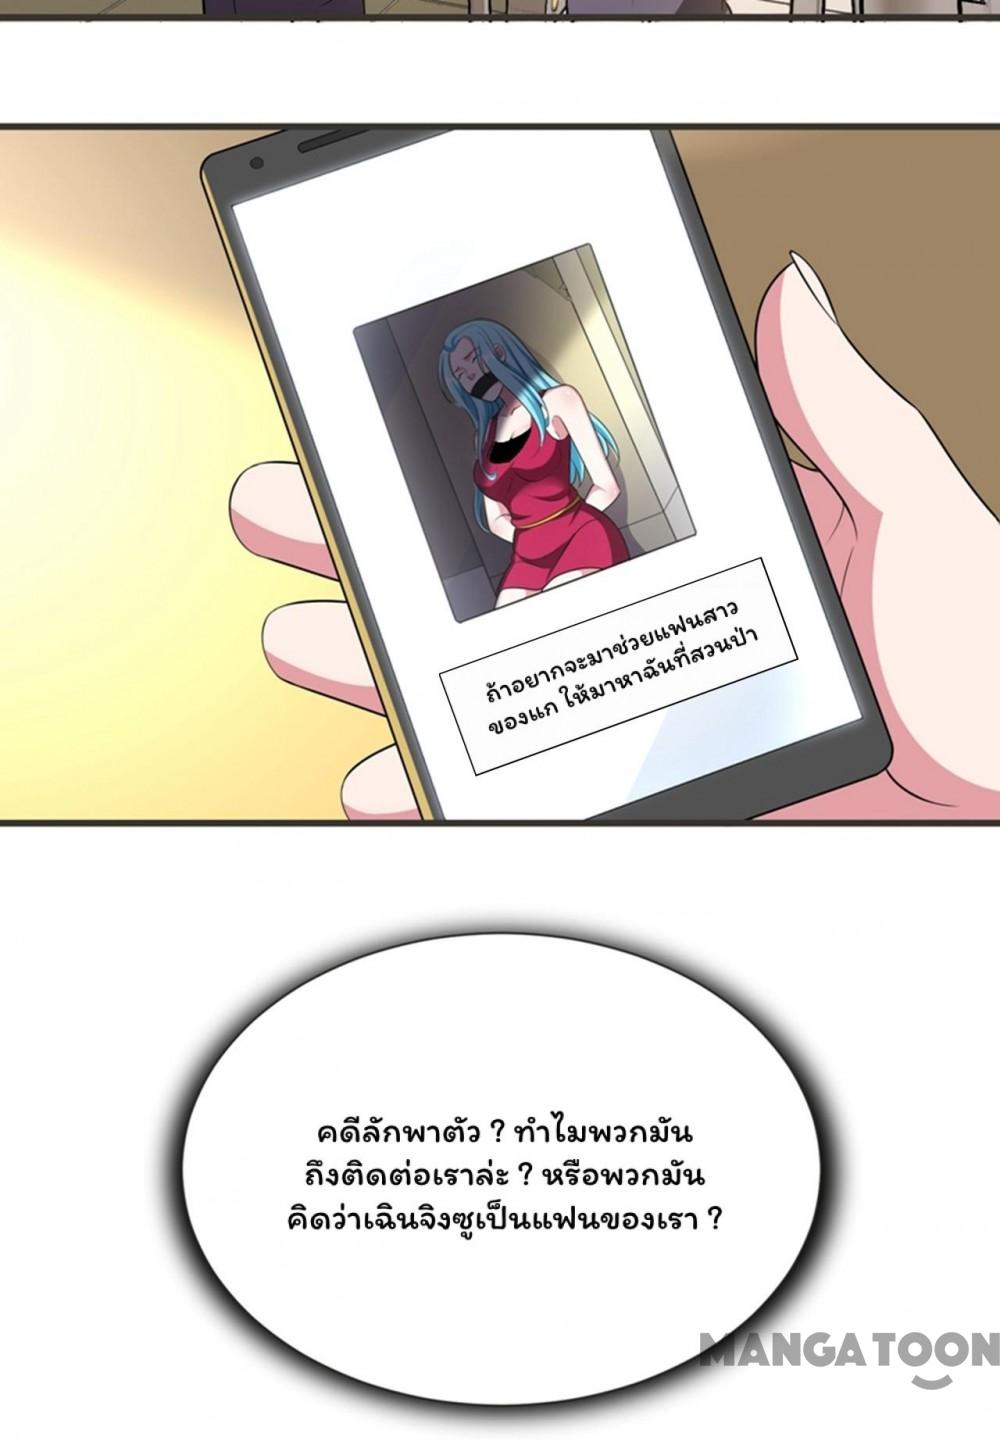 ถ้าอยากจะมาช่วยแฟนสาว
ของแก ให้มาหาฉันที่สวนป่า
คดีลักพาตัว ? ทำไมพวกมัน
ถึงติดต่อเราล่ะ ? หรือพวกมัน
คิดว่าเฉินจิงซูเป็นแฟนของเรา ?
MANGATOON